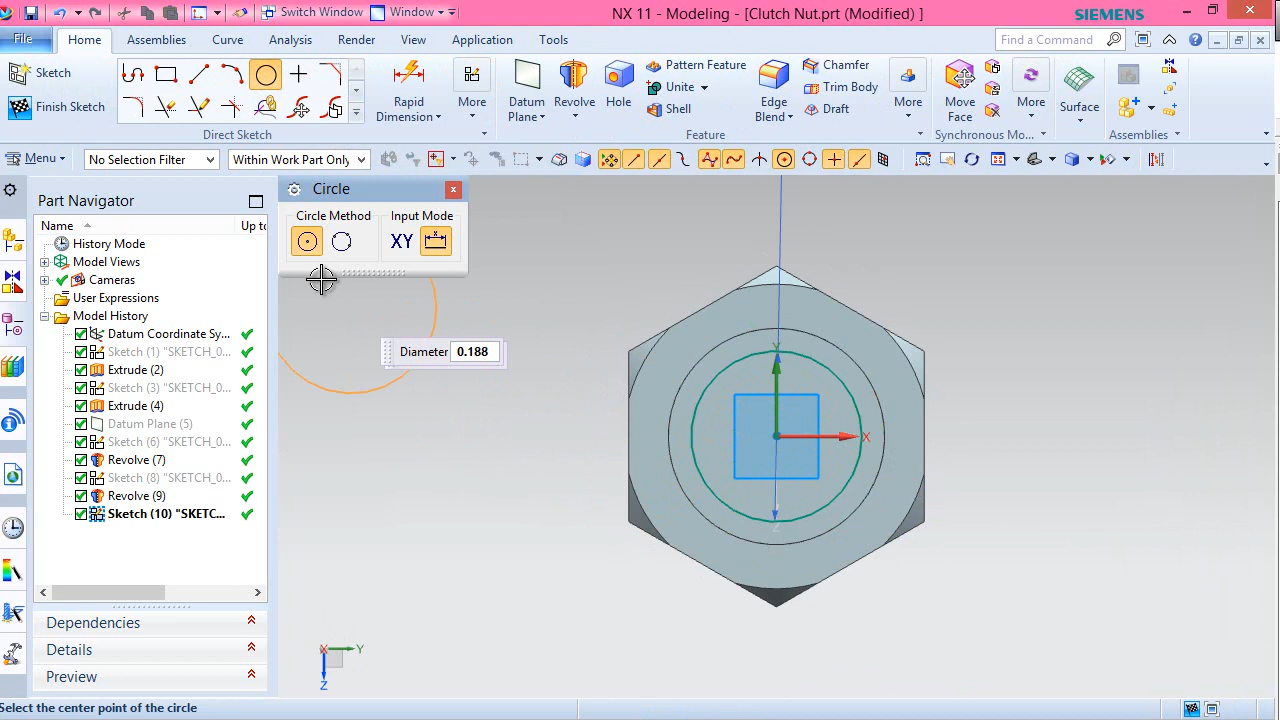 NX 11 - Modeling - [Clutch Nut.prt (Modified) ]
SIEMENS
Switch Window
Window
File
Home
Assemblies
Curve
Analysis
Render
View
Application
Tools
Find a Command
Sketch
Finish Sketch
Direct Sketch
Rapid
Dimension
More
Datum
Plane
Revolve
Hole
Pattern Feature
Unite
Shell
Edge
Blend
Chamfer
Trim Body
Draft
More
Feature
Move
Face
More
Synchronous Mo...
Surface
Assemblies
Menu
No Selection Filter
Within Work Part Only
Part Navigator
Name
Up to
History Mode
Model Views
Cameras
User Expressions
Model History
Datum Coordinate Sy...
Sketch (1) "SKETCH_0...
Extrude (2)
Sketch (3) "SKETCH_0...
Extrude (4)
Datum Plane (5)
Sketch (6) "SKETCH_0...
Revolve (7)
Sketch (8) "SKETCH_0...
Revolve (9)
Sketch (10) "SKETC...
Dependencies
Details
Preview
Circle
Circle Method
Input Mode
XY
Diameter 0.188
Y
X
Z
X
Y
Z
Select the center point of the circle